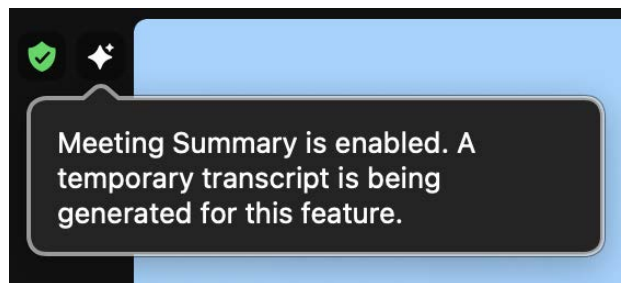 Meeting Summary is enabled. A
temporary transcript is being
generated for this feature.